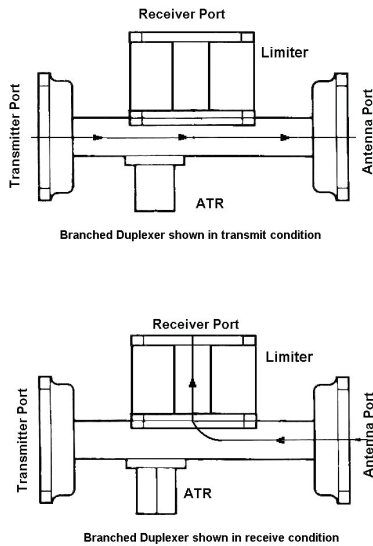 Receiver Port
Limiter
Transmitter Port
Antenna Port
ATR
Branched Duplexer shown in transmit condition
Receiver Port
Limiter
Transmitter Port
Antenna Port
ATR
Branched Duplexer shown in receive condition